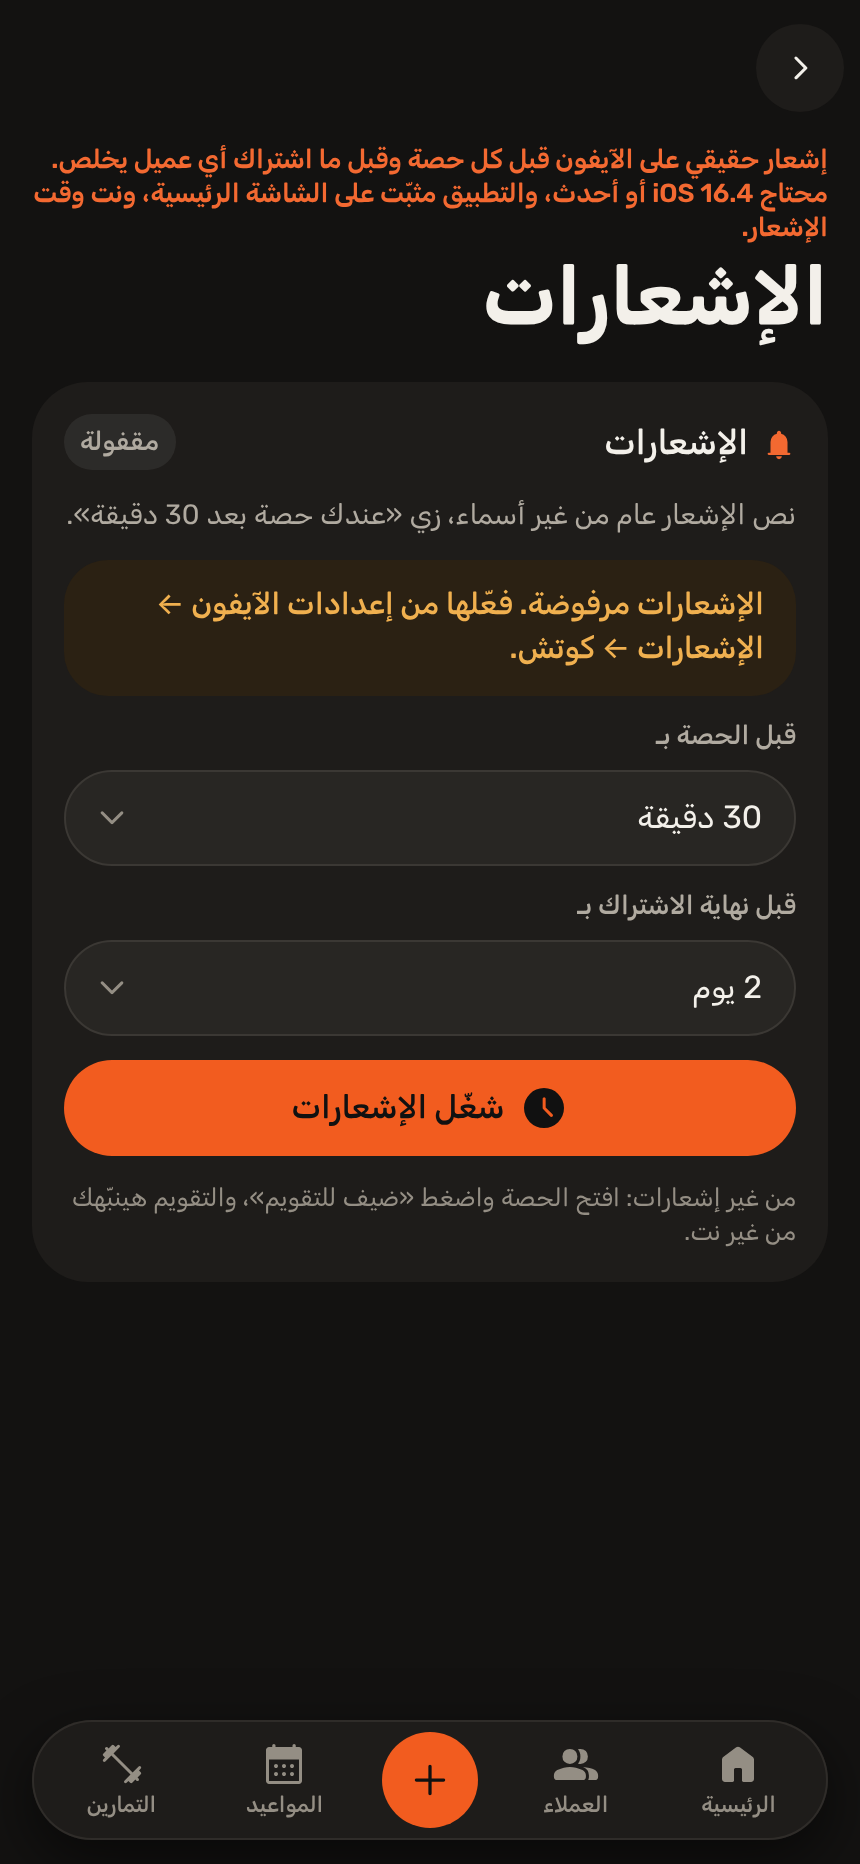 إشعار حقيقي على الآيفون قبل كل حصة وقبل ما اشتراك أي عميل يخلص.
محتاج iOS 16.4 أو أحدث، والتطبيق مثبّت على الشاشة الرئيسية، ونت وقت
الإشعار.
الإشعارات
الإشعارات
مقفولة
نص الإشعار عام من غير أسماء، زي «عندك حصة بعد 30 دقيقة».
الإشعارات مرفوضة. فعّلها من إعدادات الآيفون ←
الإشعارات ← كوتش.
قبل الحصة بـ
30 دقيقة
قبل نهاية الاشتراك بـ
2 يوم
شغّل الإشعارات
من غير إشعارات: افتح الحصة واضغط «ضيف للتقويم»، والتقويم هينبّهك
من غير نت.
الرئيسية
العملاء
المواعيد
التمارين